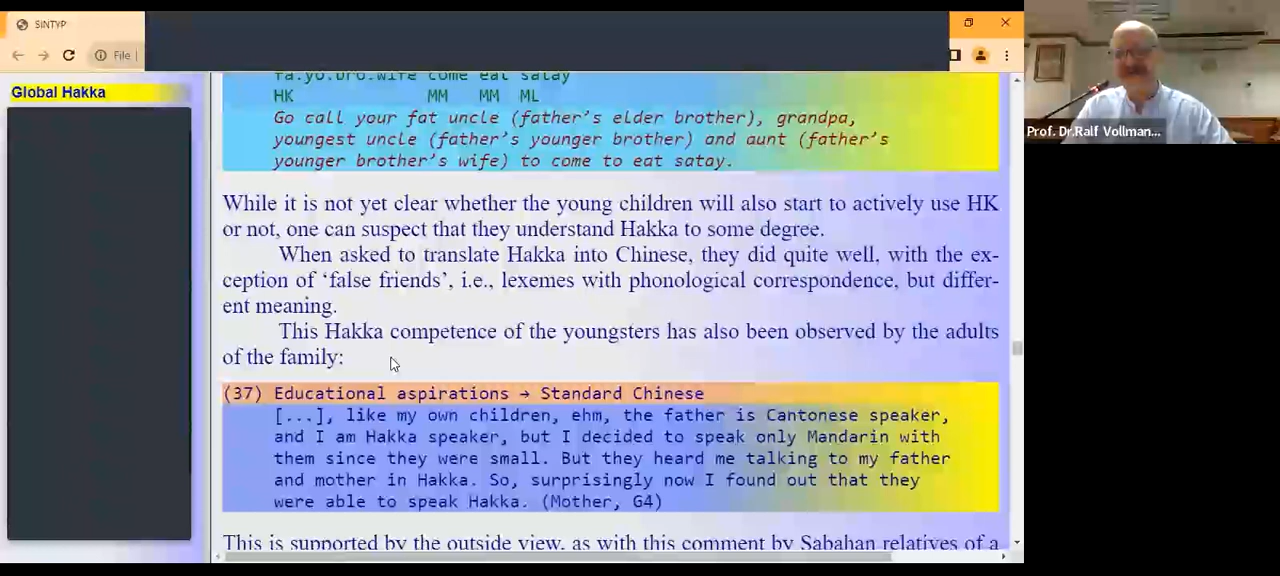 SINTYP
File
Global Hakka
Prof. Dr.Ralf Vollman...
fa.yo.bro.wife come eat satay
HK MM MM ML
Go call your fat uncle (father's elder brother), grandpa,
youngest uncle (father's younger brother) and aunt (father's
younger brother's wife) to come to eat satay.
While it is not yet clear whether the young children will also start to actively use HK
or not, one can suspect that they understand Hakka to some degree.
When asked to translate Hakka into Chinese, they did quite well, with the ex-
ception of 'false friends', i.e., lexemes with phonological correspondence, but differ-
ent meaning.
This Hakka competence of the youngsters has also been observed by the adults
of the family:
(37) Educational aspirations → Standard Chinese
[...], like my own children, ehm, the father is Cantonese speaker,
and I am Hakka speaker, but I decided to speak only Mandarin with
them since they were small. But they heard me talking to my father
and mother in Hakka. So, surprisingly now I found out that they
were able to speak Hakka. (Mother, G4)
This is supported by the outside view, as with this comment by Sabahan relatives of a